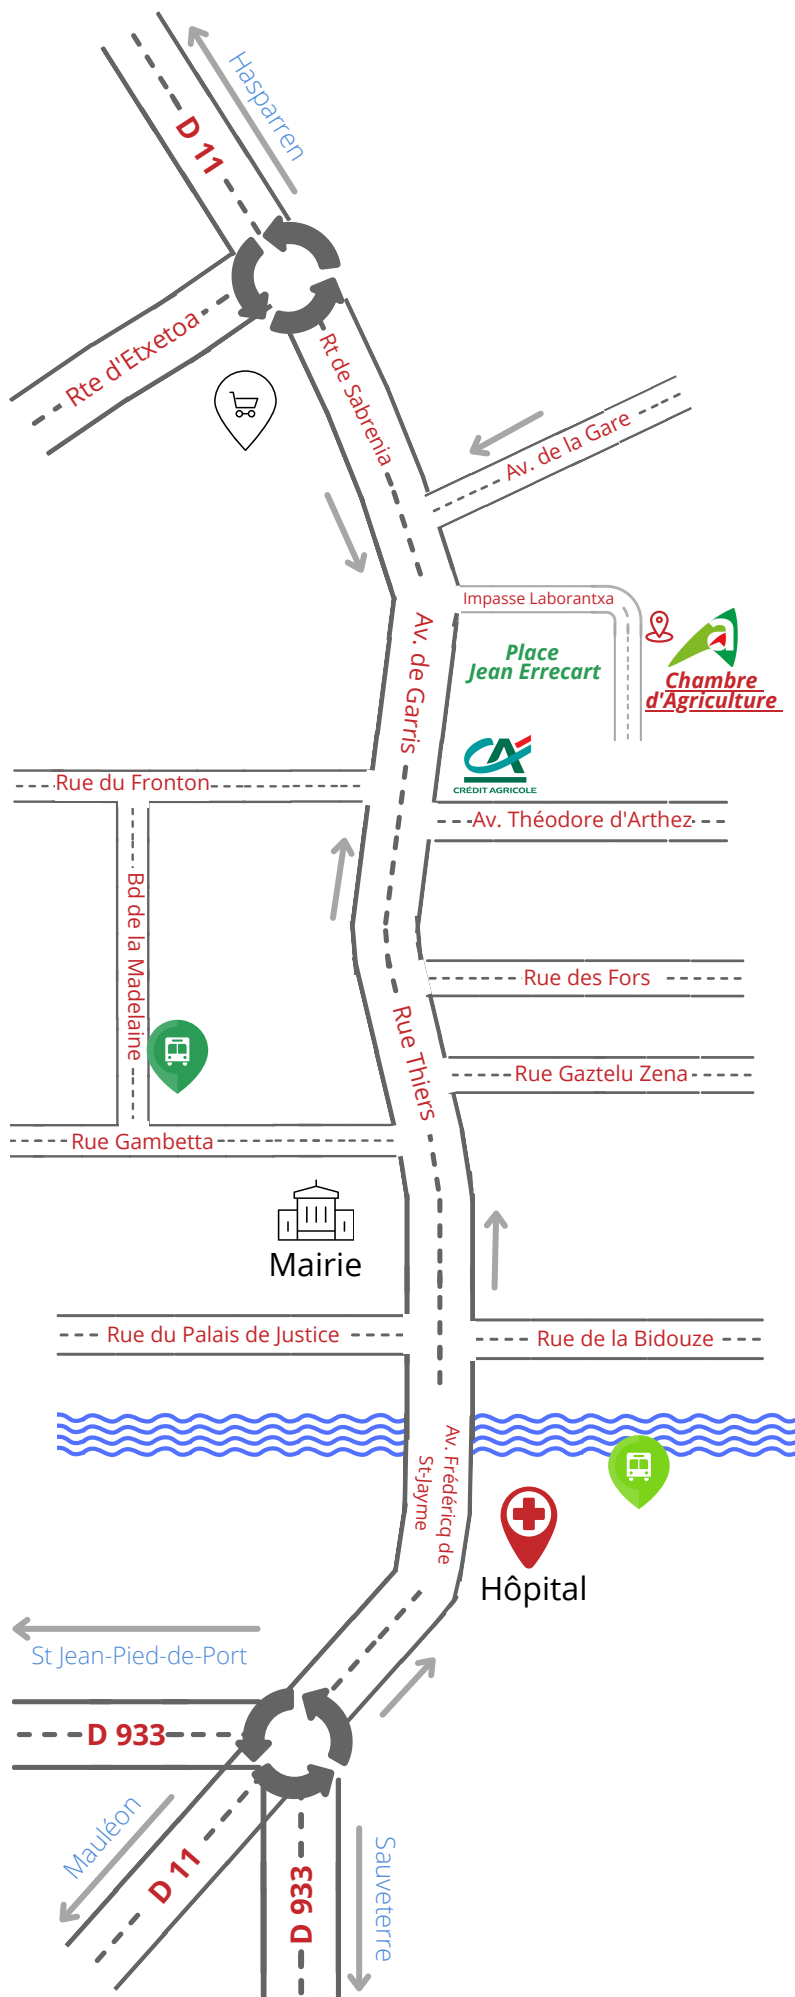 Hasparren
D 11
Rte d'Etxetoa
Rt de Sabrenia
Av. de la Gare
Impasse Laborantxa
Av. de Garris
Place
Jean Errecart
a
Chambre
d'Agriculture
CA
CRÉDIT AGRICOLE
Rue du Fronton
Av. Théodore d'Arthez
Bd de la Madelaine
Rue des Fors
Rue Thiers
Rue Gaztelu Zena
Rue Gambetta
Mairie
Rue du Palais de Justice
Rue de la Bidouze
Av. Frédéricq de
St-Jayme
Hôpital
St Jean-Pied-de-Port
D 933
Mauléon
D 11
D 933
Sauveterre